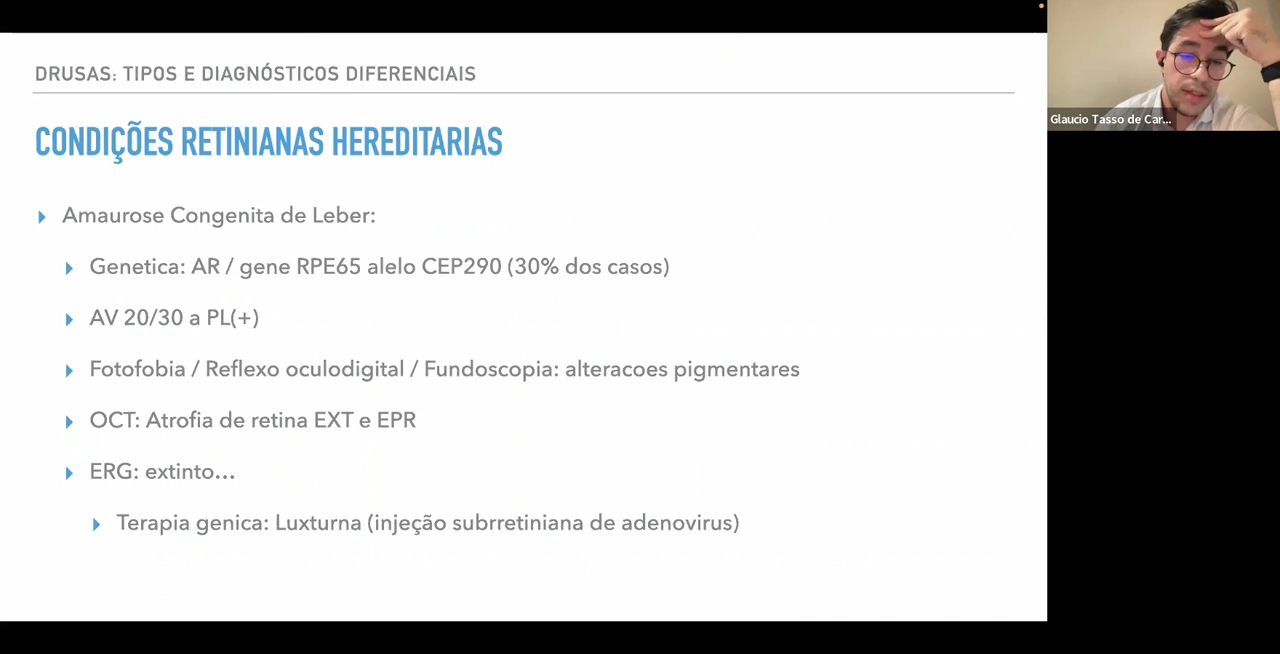 DRUSAS: TIPOS E DIAGNÓSTICOS DIFERENCIAIS
CONDIÇÕES RETINIANAS HEREDITARIAS
Amaurose Congenita de Leber:
Genetica: AR / gene RPE65 alelo CEP290 (30% dos casos)
AV 20/30 a PL(+)
Fotofobia / Reflexo oculodigital / Fundoscopia: alteracoes pigmentares
OCT: Atrofia de retina EXT e EPR
ERG: extinto...
Terapia genica: Luxturna (injeção subrretiniana de adenovirus)
Glaucio Tasso de Car...